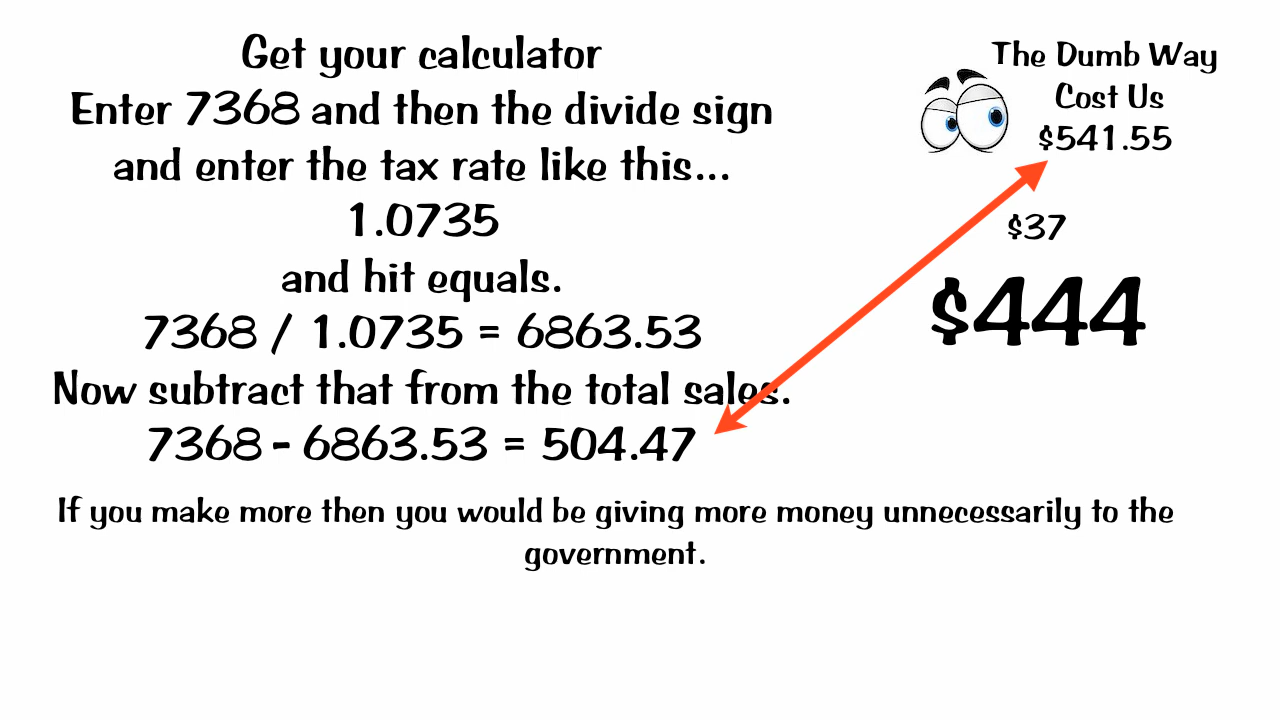 Get your calculator
Enter 7368 and then the divide sign
and enter the tax rate like this...
1.0735
and hit equals.
7368 / 1.0735 = 6863.53
Now subtract that from the total sales.
7368 - 6863.53 = 504.47
The Dumb Way
Cost Us
$541.55
$37
$444
If you make more then you would be giving more money unnecessarily to the
government.